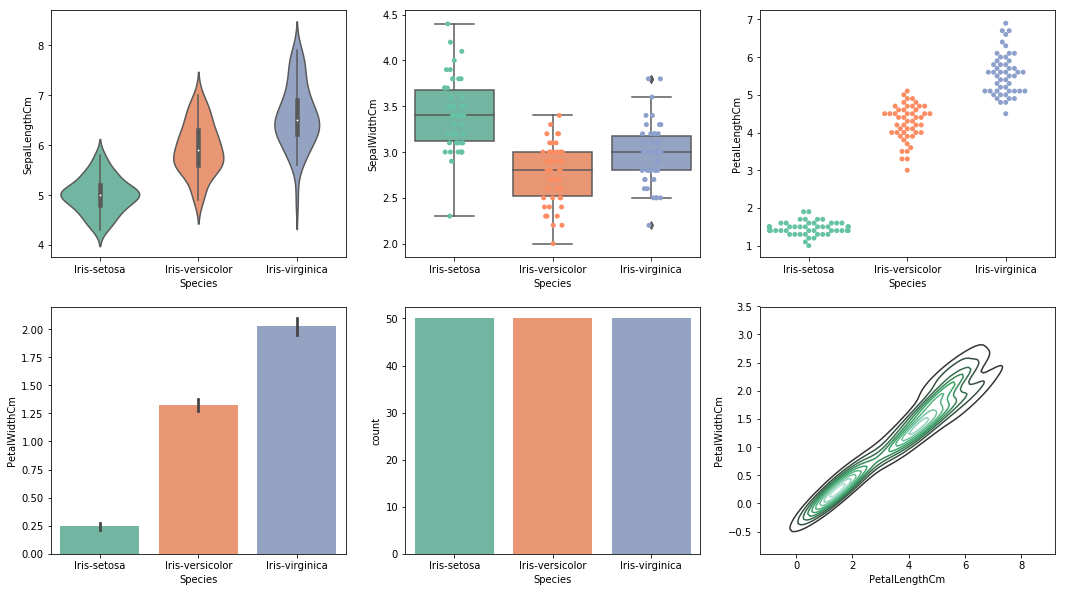 SepalLengthCm
8
7
6
5
4
Iris-setosa Iris-versicolor Iris-virginica
Species
SepalWidthCm
4.5
4.0
3.5
3.0
2.5
2.0
Iris-setosa Iris-versicolor Iris-virginica
Species
PetalLengthCm
7
6
5
4
3
2
1
Iris-setosa Iris-versicolor Iris-virginica
Species
PetalWidthCm
2.00
1.75
1.50
1.25
1.00
0.75
0.50
0.25
0.00
Iris-setosa Iris-versicolor Iris-virginica
Species
count
50
40
30
20
10
0
Iris-setosa Iris-versicolor Iris-virginica
Species
PetalWidthCm
3.5
3.0
2.5
2.0
1.5
1.0
0.5
0.0
−0.5
0 2 4 6 8
PetalLengthCm